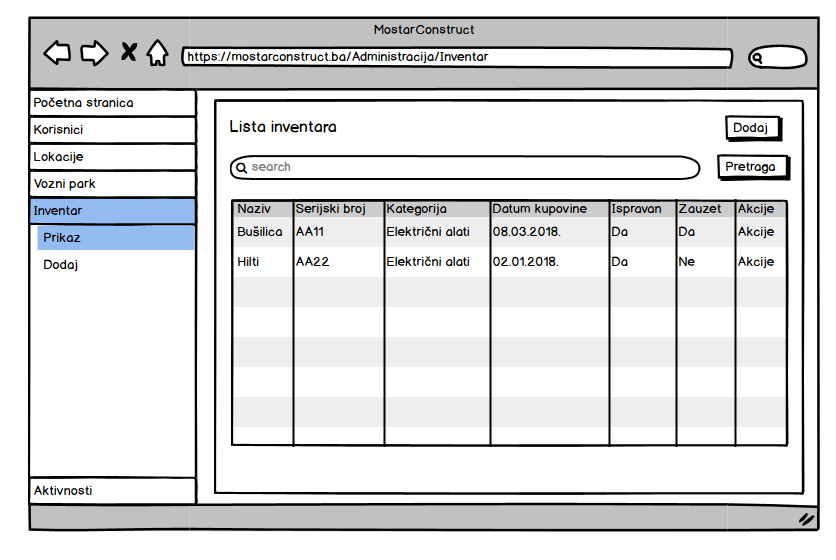 MostarConstruct
https://mostarconstruct.ba/Administracija/Inventar
Početna stranica
Korisnici
Lokacije
Vozni park
Inventar
Prikaz
Dodaj
Aktivnosti
Lista inventara
Dodaj
search
Pretraga
Naziv Serijski broj Kategorija Datum kupovine Ispravan Zauzet Akcije
Bušilica AA11 Električni alati 08.03.2018. Da Da Akcije
Hilti AA22 Električni alati 02.01.2018. Da Ne Akcije